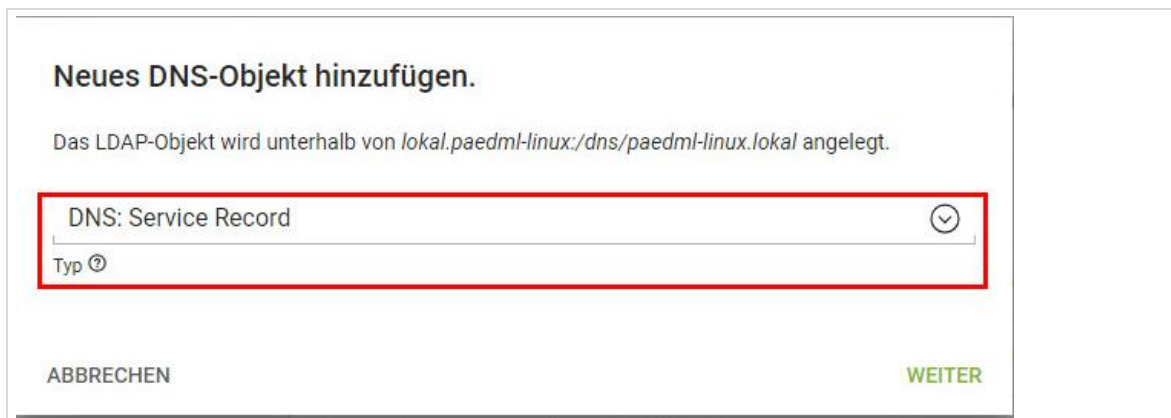 Neues DNS-Objekt hinzufügen.
Das LDAP-Objekt wird unterhalb von lokal.paedml-linux:/dns/paedml-linux.lokal angelegt.
DNS: Service Record
Typ
ABBRECHEN
WEITER